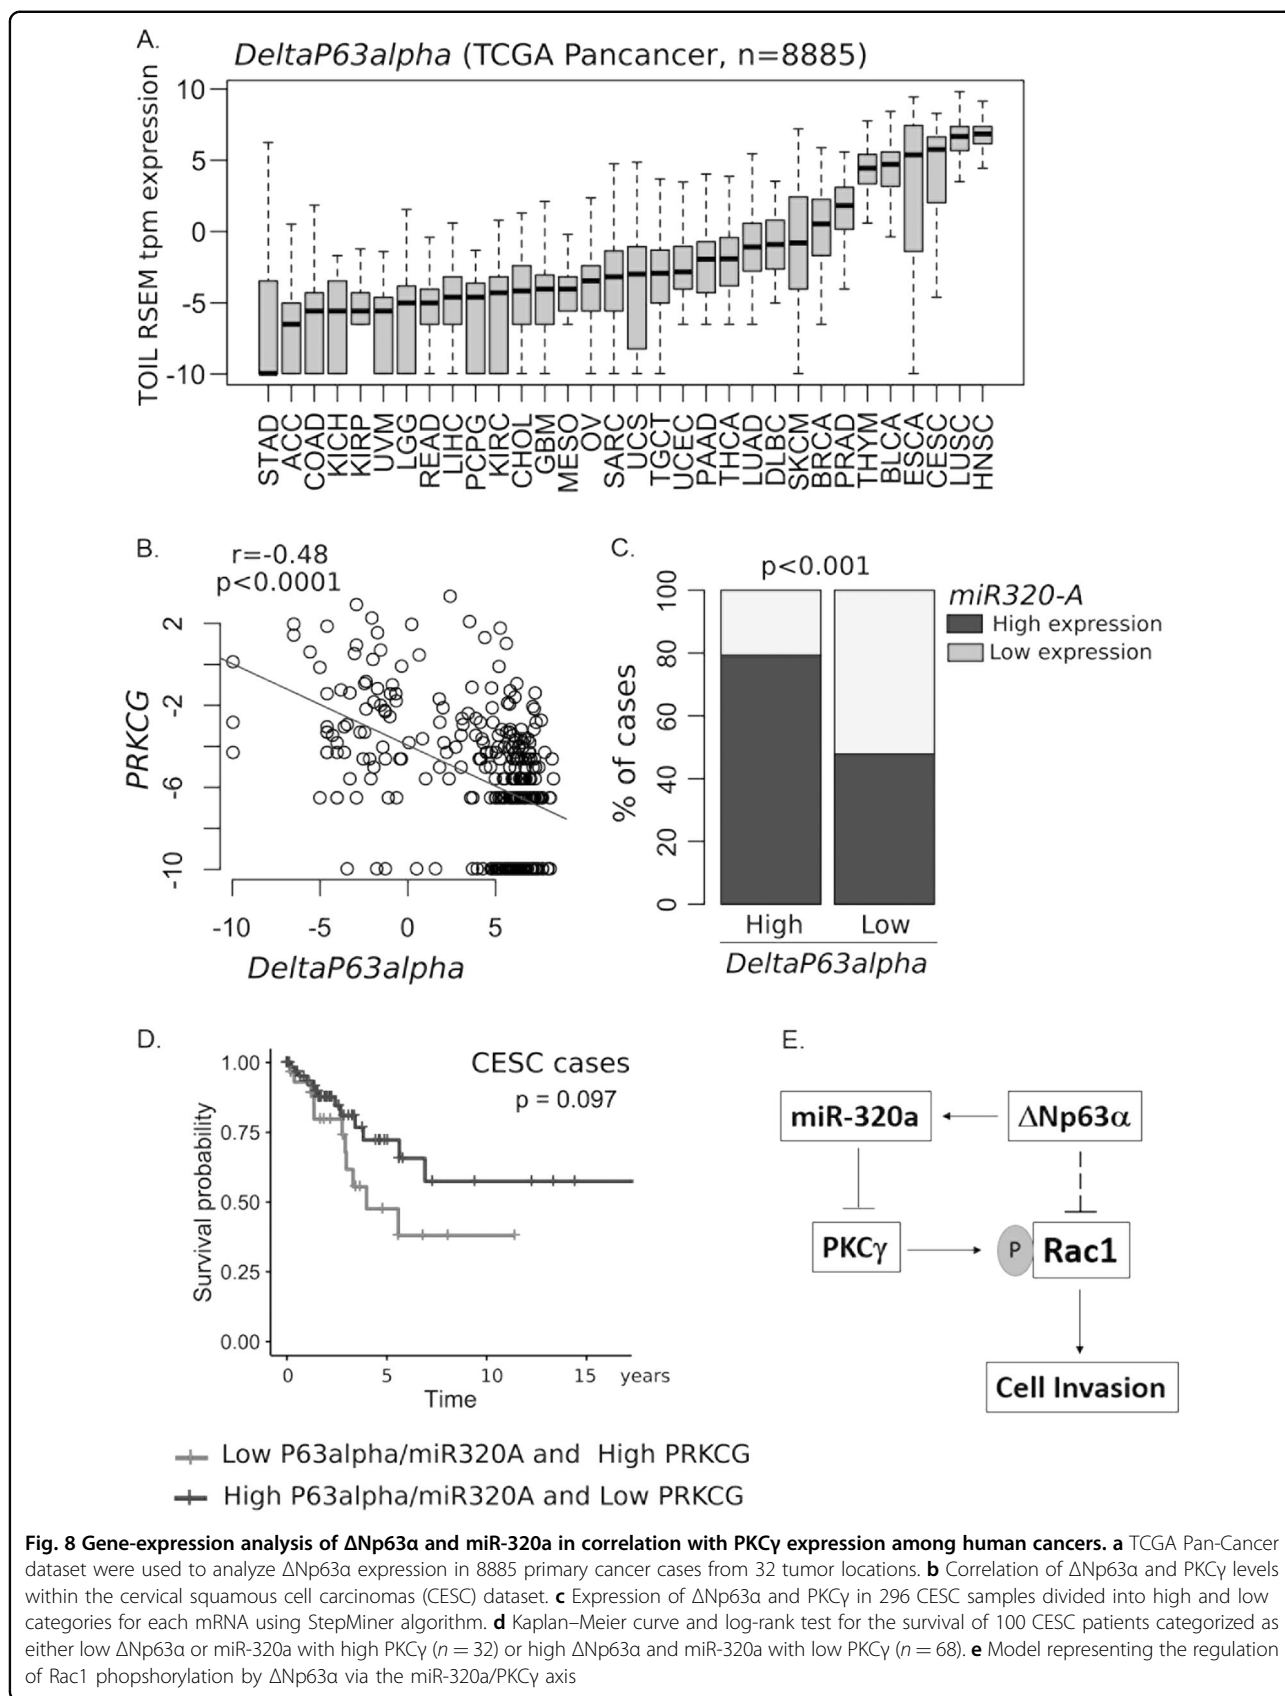 A.
DeltaP63alpha (TCGA Pancancer, n=8885)
TOIL RSEM tpm expression
10
5
0
-5
-10
STAD ACC COAD KICH KIRP UVM LGG READ LIHC PCPG KIRC CHOL GBM MESO OV SARC UCS TGCT UCEC PAAD THCA LUAD DLBC SKCM BRCA PRAD THYM BLCA ESCA CESC LUSC HNSC
B.
r=-0.48
p<0.0001
PRKCG
2
-2
-6
-10
-10 -5 0 5
DeltaP63alpha
C.
p<0.001
% of cases
100
80
60
40
20
0
High Low
DeltaP63alpha
miR320-A
High expression
Low expression
D.
CESC cases
p = 0.097
Survival probability
1.00
0.75
0.50
0.25
0.00
0 5 10 15 years
Time
Low P63alpha/miR320A and High PRKCG
High P63alpha/miR320A and Low PRKCG
E.
miR-320a ΔNp63α
PKCγ P Rac1
Cell Invasion
Fig. 8 Gene-expression analysis of ΔNp63α and miR-320a in correlation with PKCγ expression among human cancers. a TCGA Pan-Cancer
dataset were used to analyze ΔNp63α expression in 8885 primary cancer cases from 32 tumor locations. b Correlation of ΔNp63α and PKCγ levels
within the cervical squamous cell carcinomas (CESC) dataset. c Expression of ΔNp63α and PKCγ in 296 CESC samples divided into high and low
categories for each mRNA using StepMiner algorithm. d Kaplan–Meier curve and log-rank test for the survival of 100 CESC patients categorized as
either low ΔNp63α or miR-320a with high PKCγ (n = 32) or high ΔNp63α and miR-320a with low PKCγ (n = 68). e Model representing the regulation
of Rac1 phopshorylation by ΔNp63α via the miR-320a/PKCγ axis